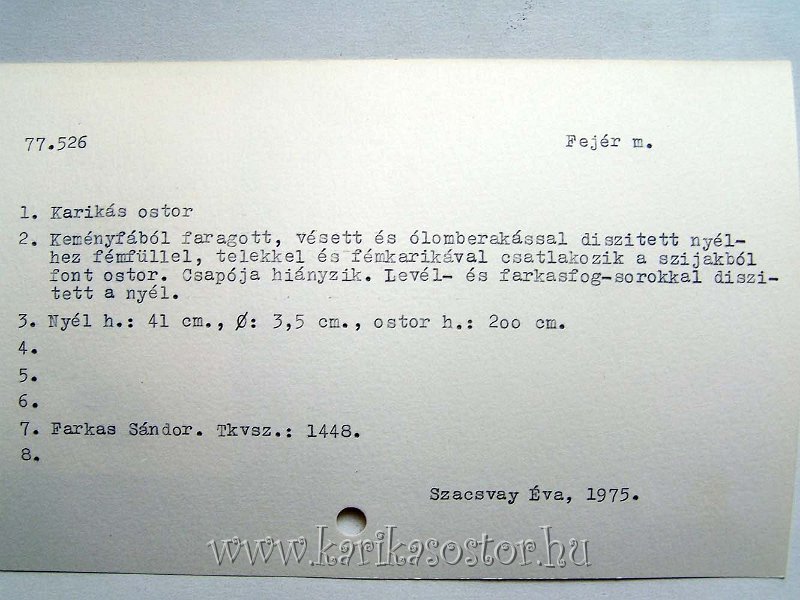 77.526 Fejér m.
1. Karikás ostor
2. Keményfából faragott, vésett és ólomberakással diszitett nyél-
hez fémfüllel, telekkel és fémkarikával csatlakozik a szijakból
font ostor. Csapója hiányzik. Levél- és farkasfog-sorokkal diszi-
tett a nyél.
3. Nyél h.: 41 cm., Ø: 3,5 cm., ostor h.: 2oo cm.
4.
5.
6.
7. Farkas Sándor. Tkvsz.: 1448.
8.
Szacsvay Éva, 1975.
www.karikasostor.hu